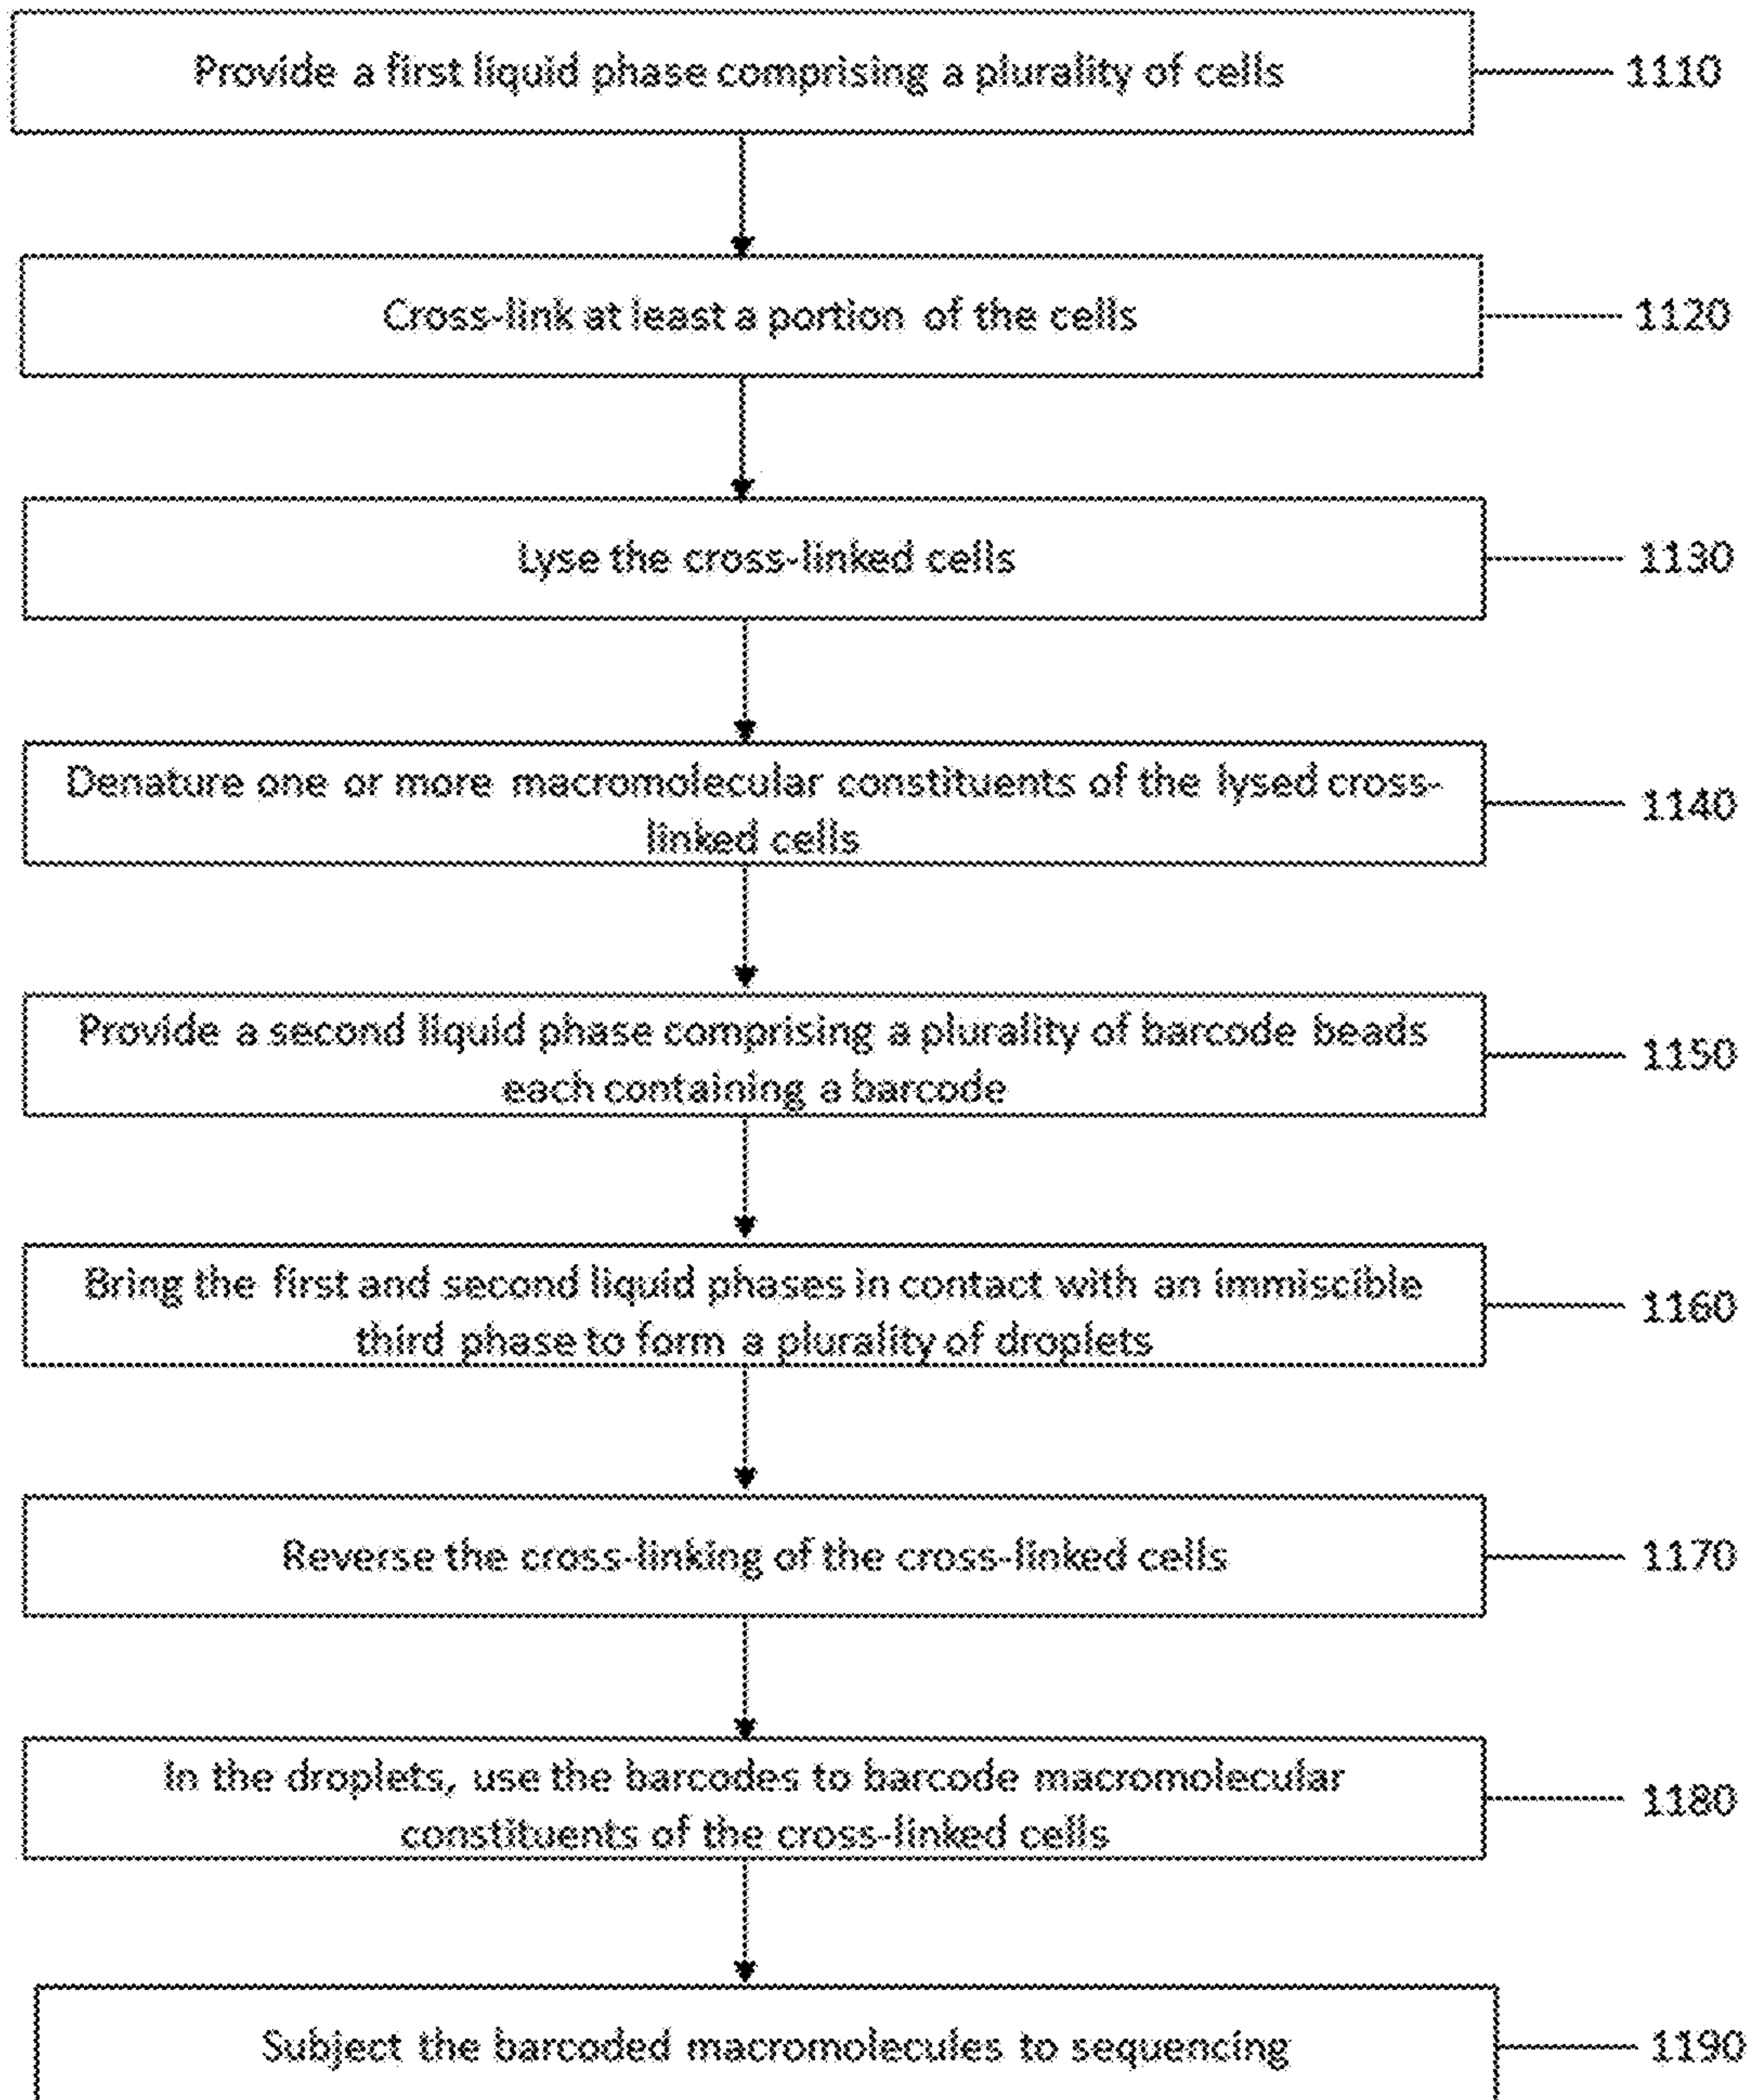 Provide a first liquid phase comprising a plurality of cells
1110
Cross-link at least a portion of the cells
1120
Lyse the cross-linked cells
1130
Denature one or more macromolecular constituents of the lysed cross-
linked cells
1140
Provide a second liquid phase comprising a plurality of barcode beads
each containing a barcode
1150
Bring the first and second liquid phases in contact with an immiscible
third phase to form a plurality of droplets
1160
Reverse the cross-linking of the cross-linked cells
1170
In the droplets, use the barcodes to barcode macromolecular
constituents of the cross-linked cells
1180
Subject the barcoded macromolecules to sequencing
1190